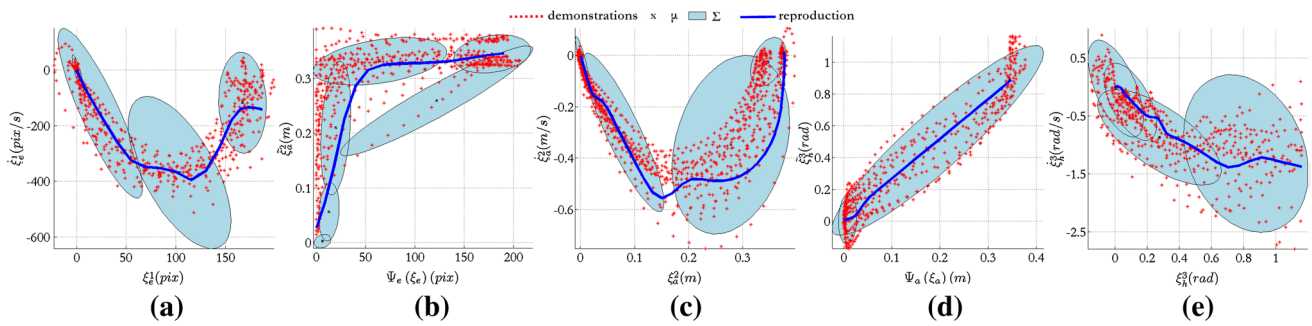 demonstrations × μ Σ reproduction
0
-200
-400
-600
ξ̇¹ₑ(pix/s)
0 50 100 150
ξ¹ₑ(pix)
(a)
0.3
0.2
0.1
0
ξ̃²ₐ(m)
0 50 100 150 200
Ψₑ (ξₑ) (pix)
(b)
0
-0.2
-0.4
-0.6
ξ̇²ₐ(m/s)
0 0.1 0.2 0.3
ξ²ₐ(m)
(c)
1
0.8
0.6
0.4
0.2
0
ξ̃³ₕ(rad)
0 0.1 0.2 0.3 0.4
Ψₐ (ξₐ) (m)
(d)
0.5
0
-0.5
-1.5
-2.5
ξ̇³ₕ(rad/s)
0 0.2 0.4 0.6 0.8 1
ξ³ₕ(rad)
(e)